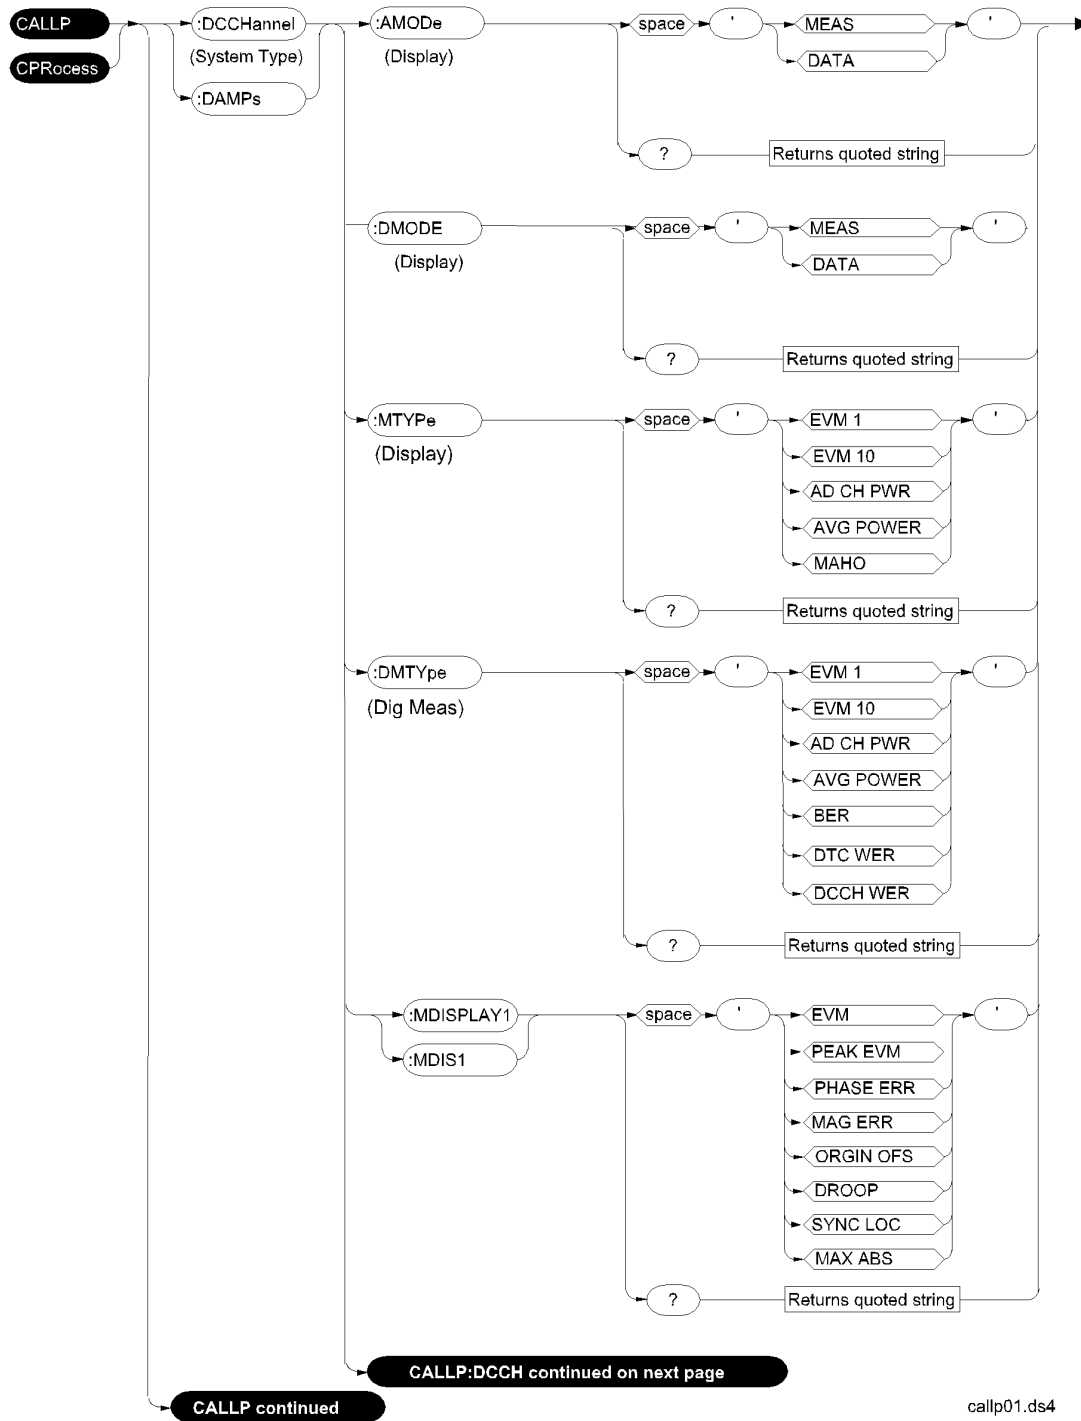 CALLP :DCCHannel :AMODe space ' MEAS '
CPRocess (System Type) (Display) DATA
:DAMPs
? Returns quoted string
:DMODE space ' MEAS '
(Display) DATA
? Returns quoted string
:MTYPe space ' EVM 1 '
(Display) EVM 10
AD CH PWR
AVG POWER
MAHO
? Returns quoted string
:DMTYpe space ' EVM 1 '
(Dig Meas) EVM 10
AD CH PWR
AVG POWER
BER
DTC WER
DCCH WER
? Returns quoted string
:MDISPLAY1 space ' EVM '
:MDIS1 PEAK EVM
PHASE ERR
MAG ERR
ORGIN OFS
DROOP
SYNC LOC
MAX ABS
? Returns quoted string
CALLP:DCCH continued on next page
CALLP continued callp01.ds4